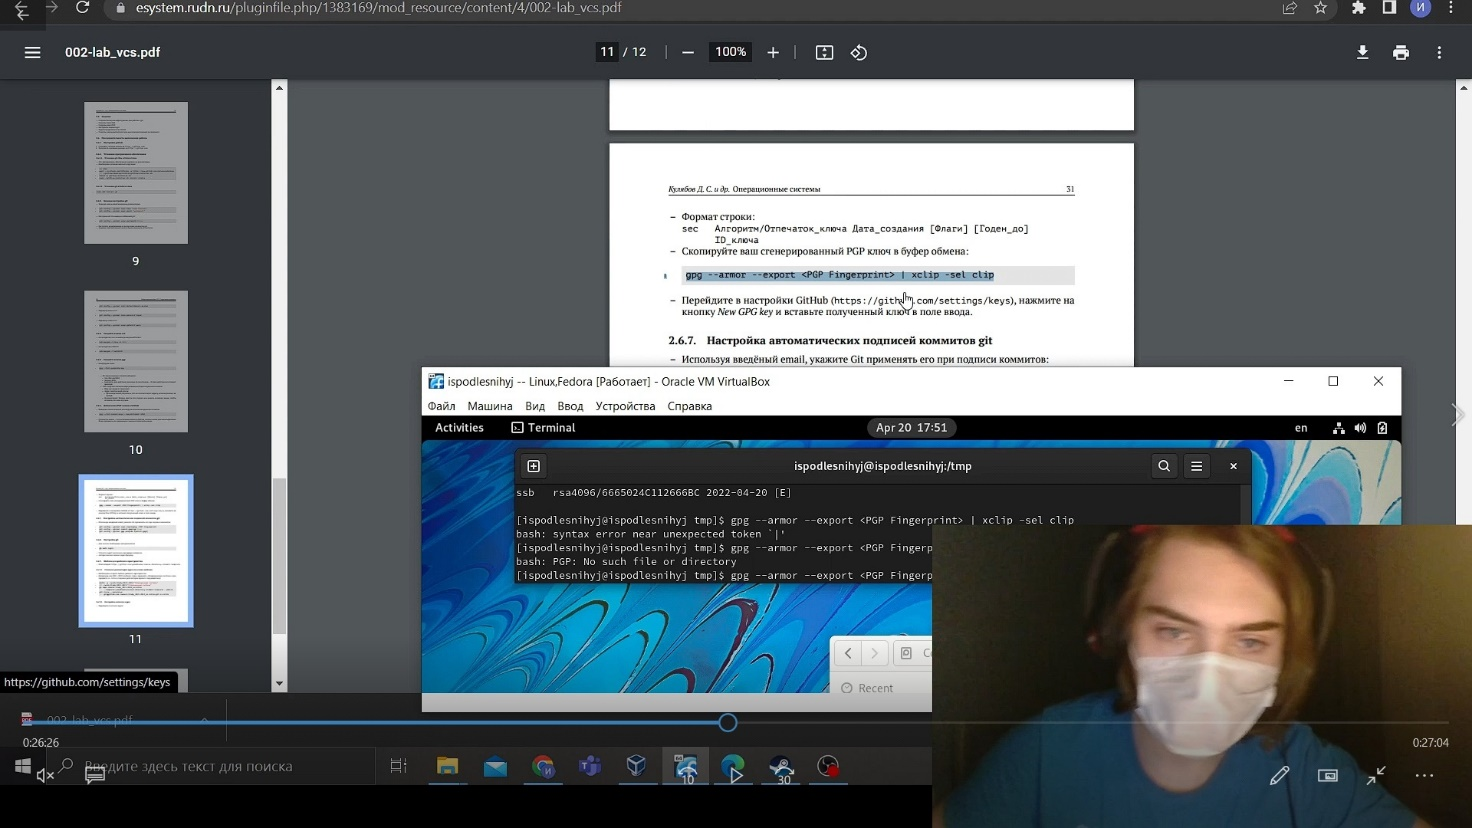 esystem.rudn.ru/pluginfile.php/1383169/mod_resource/content/4/002-lab_vcs.pdf
И
002-lab_vcs.pdf
11 / 12
100%
Кулябов Д. С. и др. Операционные системы
31
– Формат строки:
sec Алгоритм/Отпечаток_ключа Дата_создания [Флаги] [Годен_до]
ID_ключа
– Скопируйте ваш сгенерированный PGP ключ в буфер обмена:
gpg --armor --export <PGP Fingerprint> | xclip -sel clip
– Перейдите в настройки GitHub (https://github.com/settings/keys), нажмите на
кнопку New GPG key и вставьте полученный ключ в поле ввода.
2.6.7. Настройка автоматических подписей коммитов git
– Используя введёный email, укажите Git применять его при подписи коммитов:
9
10
11
ispodlesnihyj -- Linux,Fedora [Работает] - Oracle VM VirtualBox
Файл Машина Вид Ввод Устройства Справка
Activities
Terminal
Apr 20 17:51
en
ispodlesnihyj@ispodlesnihyj:/tmp
ssb rsa4096/6665024C112666BC 2022-04-20 [E]
[ispodlesnihyj@ispodlesnihyj tmp]$ gpg --armor --export <PGP Fingerprint> | xclip -sel clip
bash: syntax error near unexpected token `|'
[ispodlesnihyj@ispodlesnihyj tmp]$ gpg --armor --export <PGP Fingerp
bash: PGP: No such file or directory
[ispodlesnihyj@ispodlesnihyj tmp]$ gpg --armor --export <PGP Fingerp
Recent
https://github.com/settings/keys
002-lab_vcs.pdf
0:26:26
0:27:04
Введите здесь текст для поиска
10
30